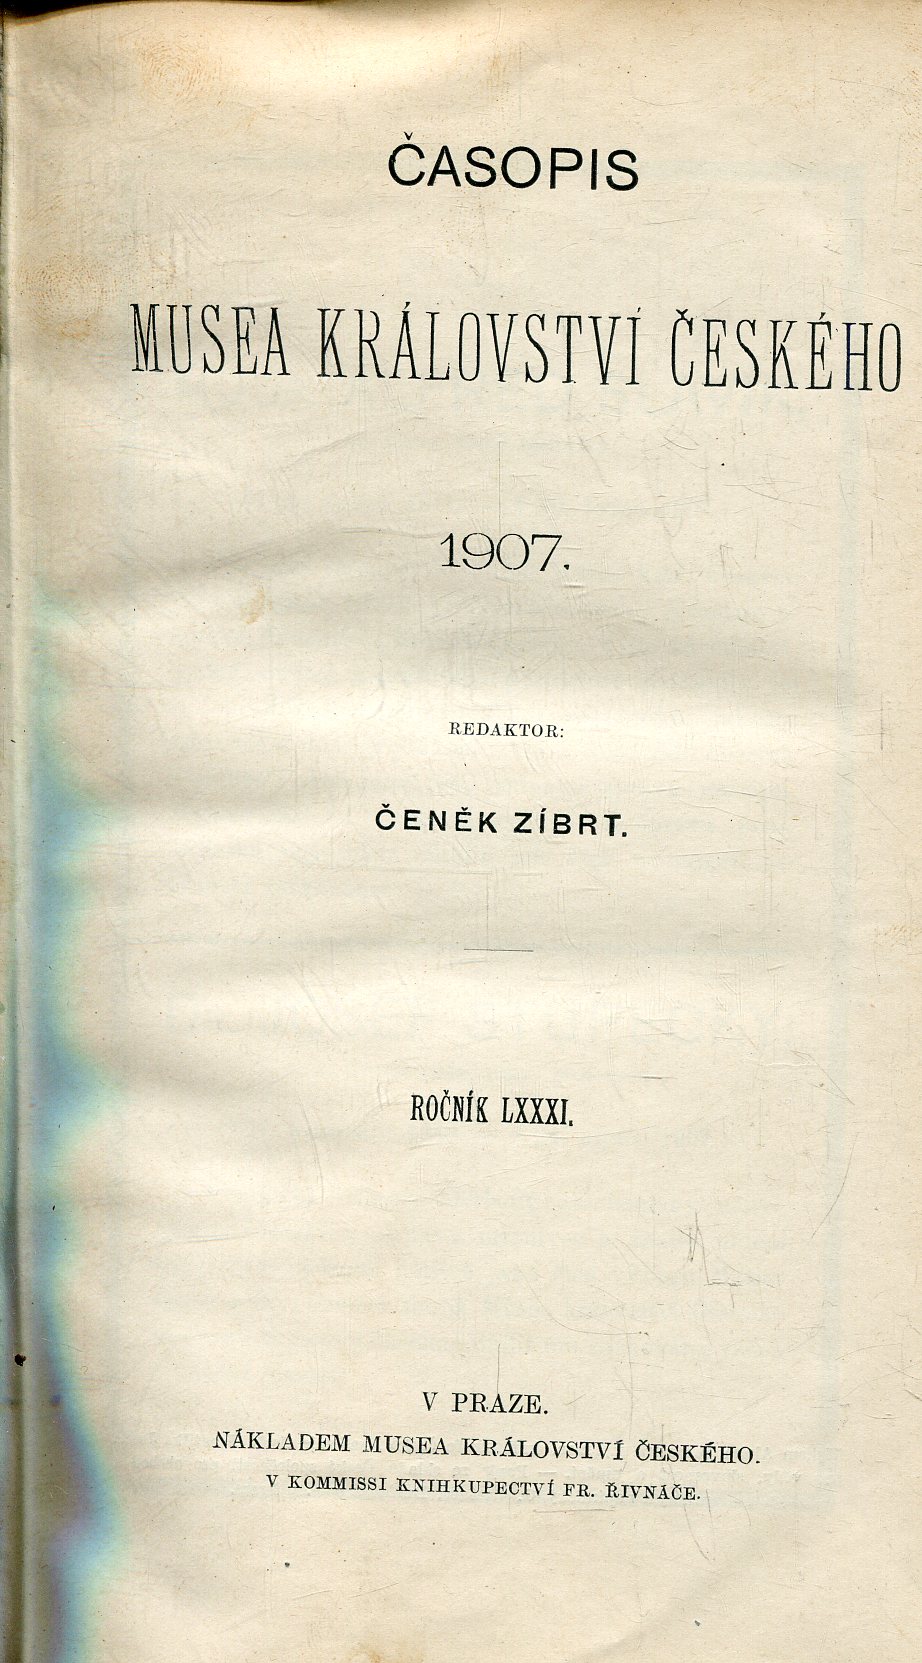 ČASOPIS
MUSEA KRÁLOVSTVÍ ČESKÉHO
1907.
REDAKTOR:
ČENĚK ZÍBRT.
ROČNÍK LXXXI.
V PRAZE.
NÁKLADEM MUSEA KRÁLOVSTVÍ ČESKÉHO.
V KOMMISSI KNIHKUPECTVÍ FR. ŘIVNÁČE.